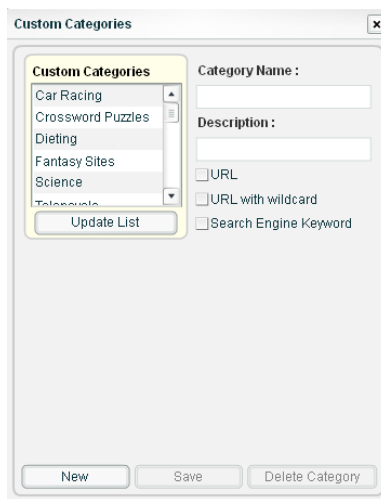 Custom Categories
Custom Categories
Car Racing
Crossword Puzzles
Dieting
Fantasy Sites
Science
Update List
Category Name :
Description :
URL
URL with wildcard
Search Engine Keyword
New
Save
Delete Category